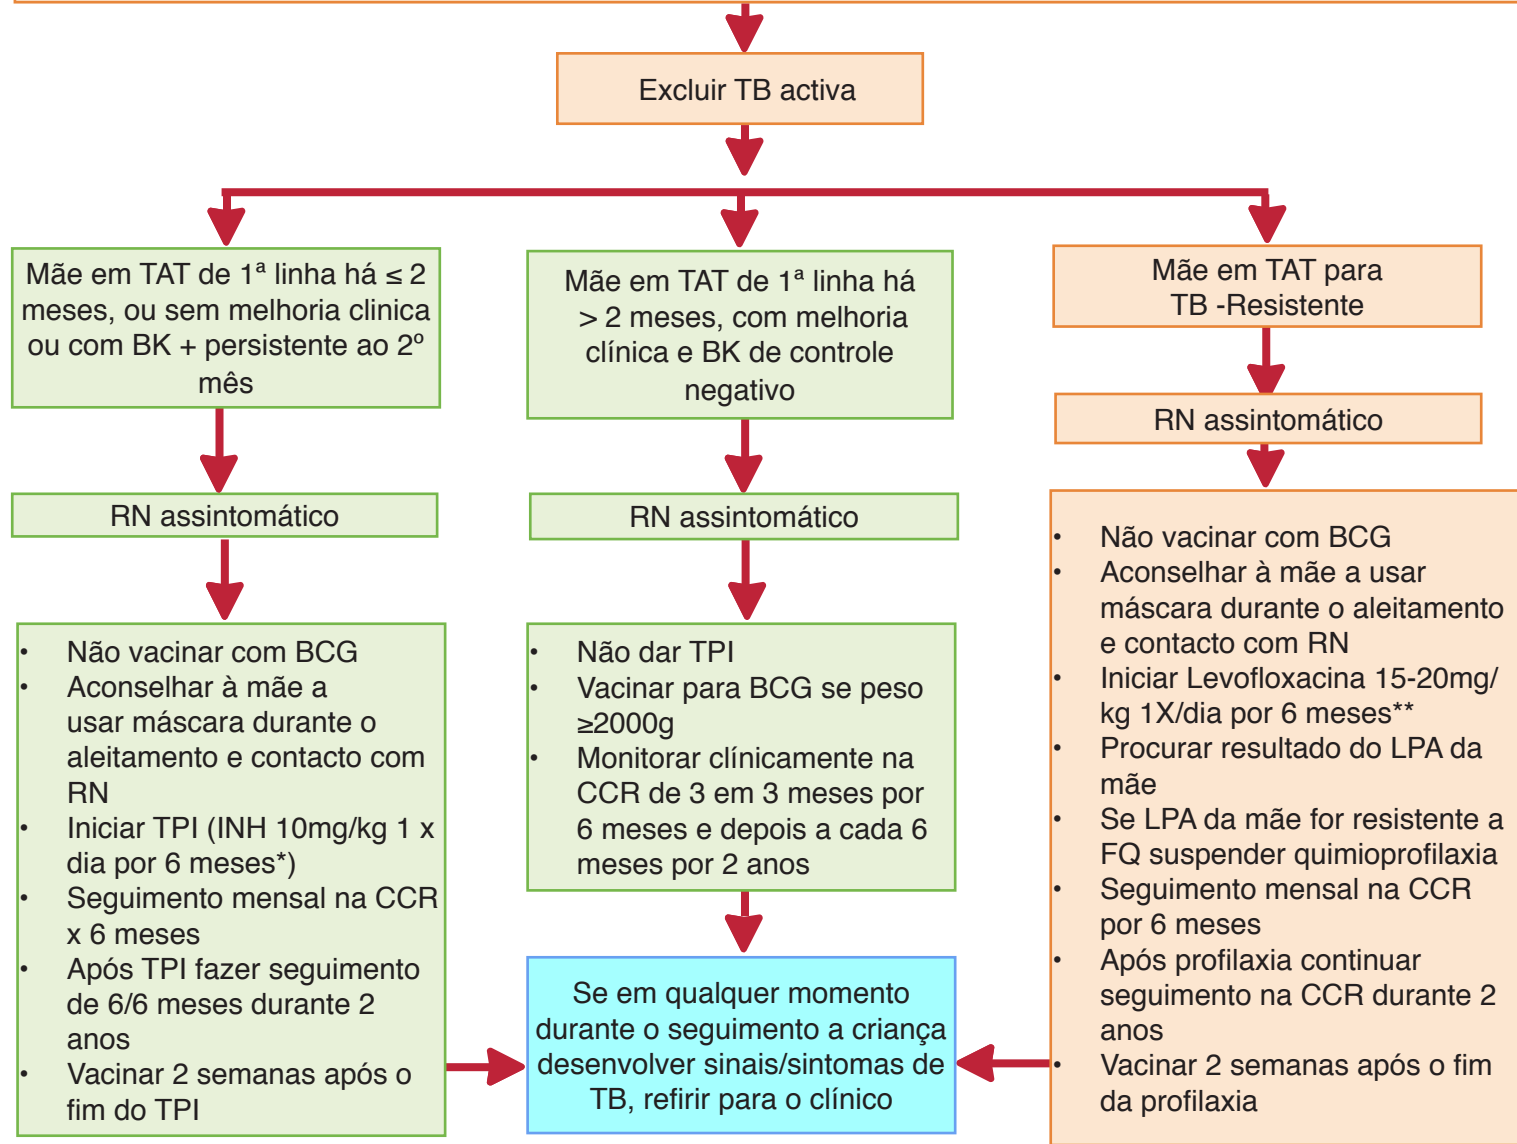 Excluir TB activa
Mãe em TAT de 1ª linha há ≤ 2
meses, ou sem melhoria clinica
ou com BK + persistente ao 2º
mês
RN assintomático
• Não vacinar com BCG
• Aconselhar à mãe a
usar máscara durante o
aleitamento e contacto com
RN
• Iniciar TPI (INH 10mg/kg 1 x
dia por 6 meses*)
• Seguimento mensal na CCR
x 6 meses
• Após TPI fazer seguimento
de 6/6 meses durante 2
anos
• Vacinar 2 semanas após o
fim do TPI
Mãe em TAT de 1ª linha há
> 2 meses, com melhoria
clínica e BK de controle
negativo
RN assintomático
• Não dar TPI
• Vacinar para BCG se peso
≥2000g
• Monitorar clínicamente na
CCR de 3 em 3 meses por
6 meses e depois a cada 6
meses por 2 anos
Mãe em TAT para
TB -Resistente
RN assintomático
• Não vacinar com BCG
• Aconselhar à mãe a usar
máscara durante o aleitamento
e contacto com RN
• Iniciar Levofloxacina 15-20mg/
kg 1X/dia por 6 meses**
• Procurar resultado do LPA da
mãe
• Se LPA da mãe for resistente a
FQ suspender quimioprofilaxia
• Seguimento mensal na CCR
por 6 meses
• Após profilaxia continuar
seguimento na CCR durante 2
anos
• Vacinar 2 semanas após o fim
da profilaxia
Se em qualquer momento
durante o seguimento a criança
desenvolver sinais/sintomas de
TB, refirir para o clínico